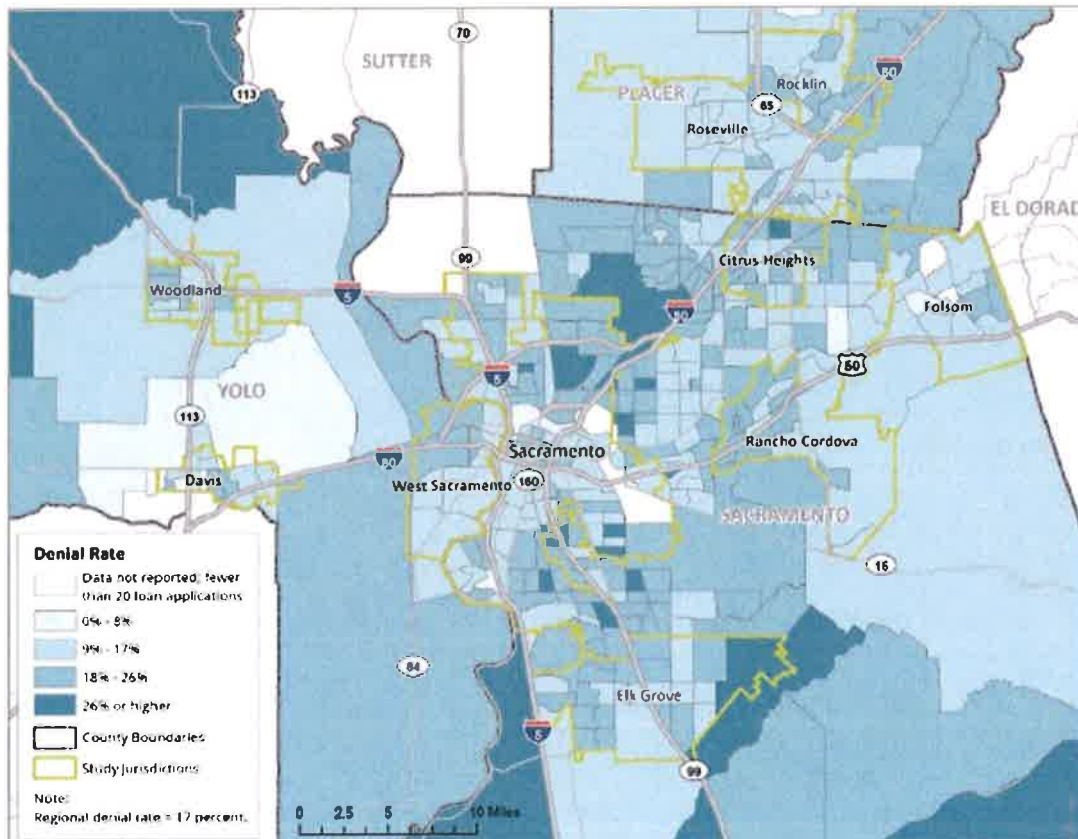 70
SUTTER
113
80
Rocklin
PLACER
65
Roseville
EL DORAD
99
Citrus Heights
Woodland
5
80
Folsom
50
YOLO
5
113
Rancho Cordova
Sacramento
80
Davis
West Sacramento
160
SACRAMENTO
16
84
Elk Grove
5
99
Denial Rate
Data not reported; fewer
than 20 loan applications
0% - 8%
9% - 17%
18% - 26%
26% or higher
County Boundaries
Study Jurisdictions
Note:
Regional denial rate = 17 percent.
0 2.5 5 10 Miles